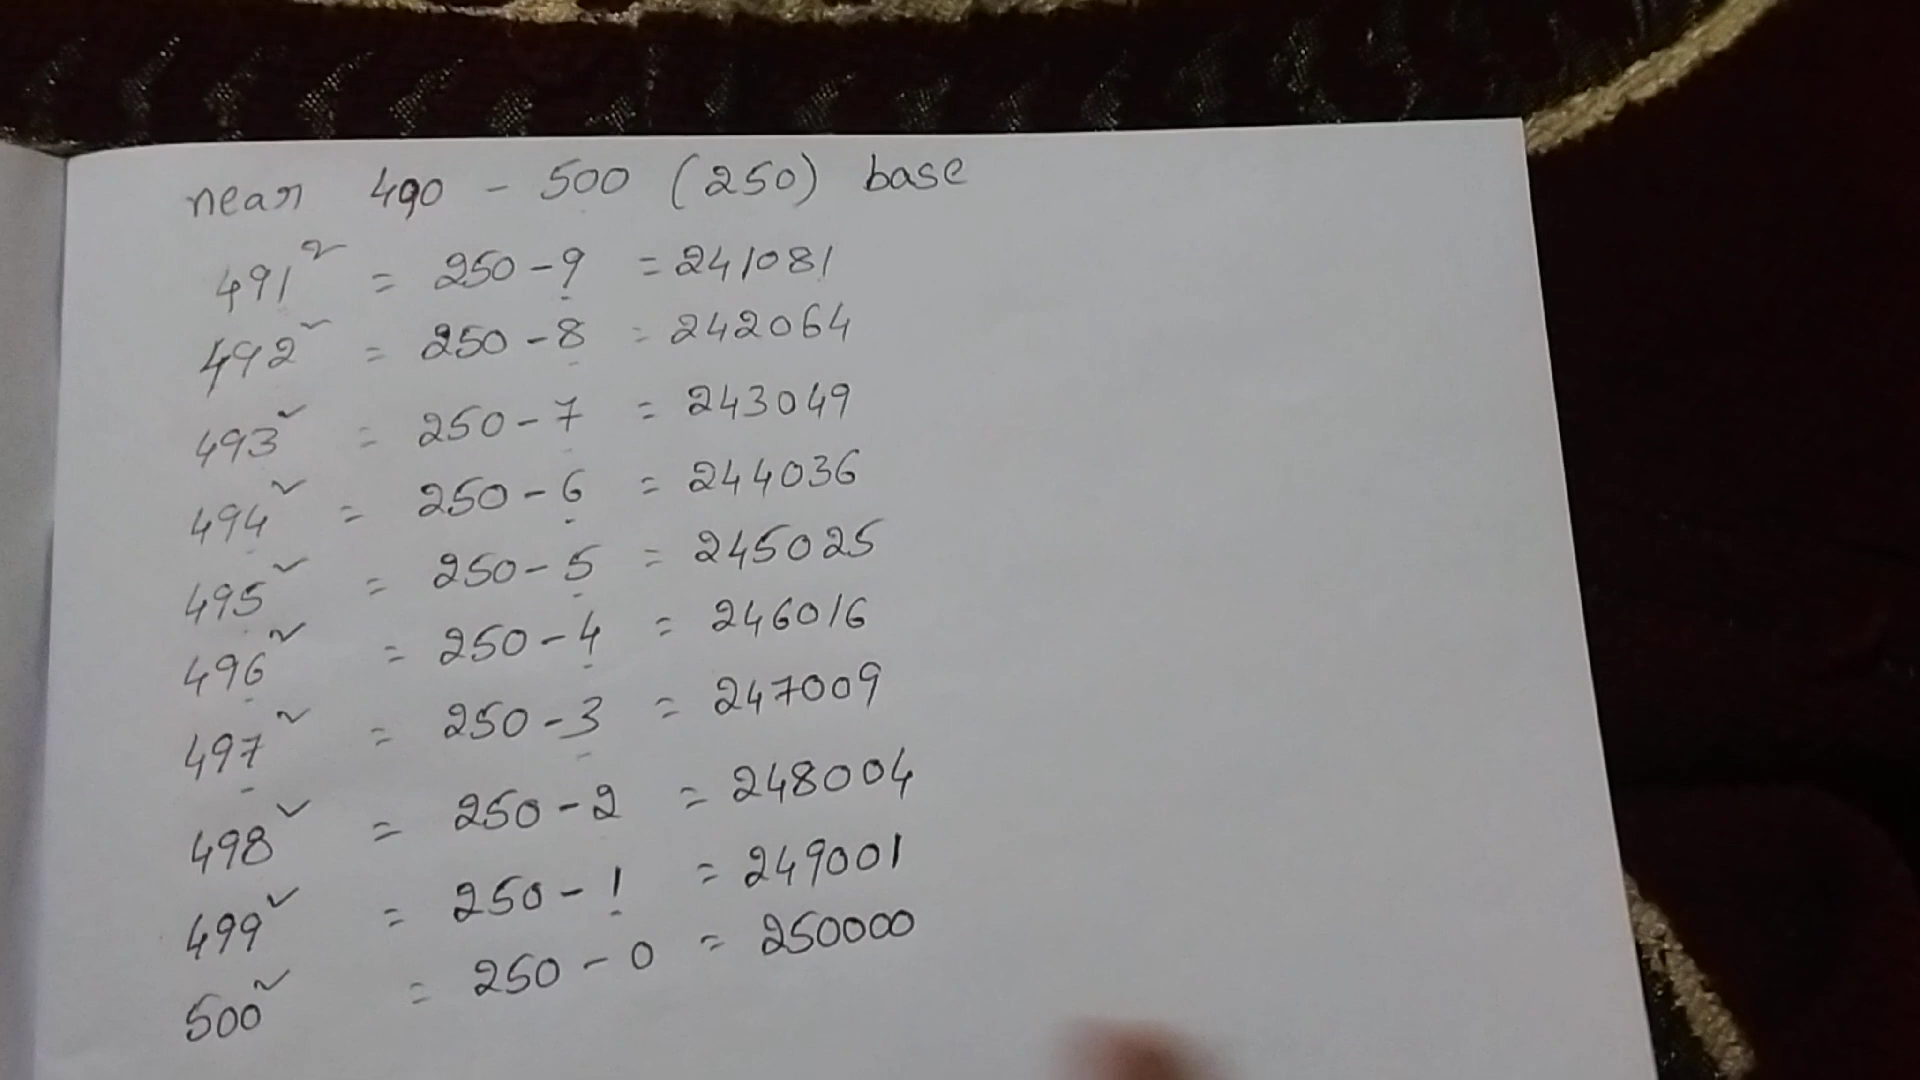 near 490 - 500 (250) base
491² = 250-9 = 241081
492² = 250-8 = 242064
493² = 250-7 = 243049
494² = 250-6 = 244036
495² = 250-5 = 245025
496² = 250-4 = 246016
497² = 250-3 = 247009
498² = 250-2 = 248004
499² = 250-1 = 249001
500² = 250-0 = 250000